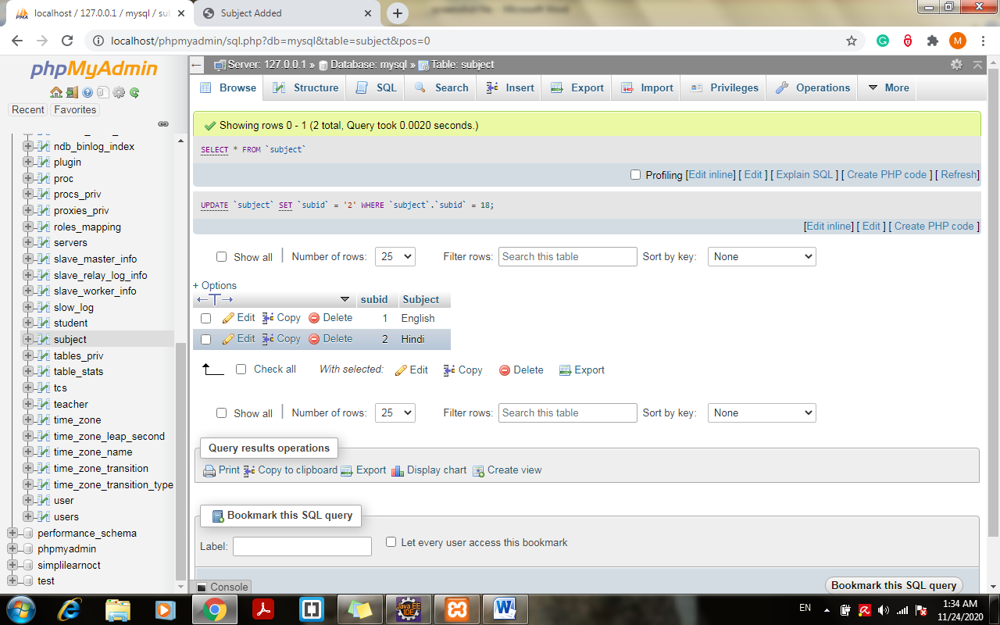 localhost / 127.0.0.1 / mysql / sub
Subject Added
localhost/phpmyadmin/sql.php?db=mysql&table=subject&pos=0
M
phpMyAdmin
Recent Favorites
ndb_binlog_index
plugin
proc
procs_priv
proxies_priv
roles_mapping
servers
slave_master_info
slave_relay_log_info
slave_worker_info
slow_log
student
subject
tables_priv
table_stats
tcs
teacher
time_zone
time_zone_leap_second
time_zone_name
time_zone_transition
time_zone_transition_type
user
users
performance_schema
phpmyadmin
simplilearnoct
test
Server: 127.0.0.1 » Database: mysql » Table: subject
Browse Structure SQL Search Insert Export Import Privileges Operations More
Showing rows 0 - 1 (2 total, Query took 0.0020 seconds.)
SELECT * FROM `subject`
Profiling [Edit inline] [ Edit ] [ Explain SQL ] [ Create PHP code ] [ Refresh]
UPDATE `subject` SET `subid` = '2' WHERE `subject`.`subid` = 18;
[Edit inline] [ Edit ] [ Create PHP code ]
Show all | Number of rows: 25 Filter rows: Search this table Sort by key: None
+ Options
←T→ subid Subject
Edit Copy Delete 1 English
Edit Copy Delete 2 Hindi
Check all With selected: Edit Copy Delete Export
Show all | Number of rows: 25 Filter rows: Search this table Sort by key: None
Query results operations
Print Copy to clipboard Export Display chart Create view
Bookmark this SQL query
Label: Let every user access this bookmark
Console
Bookmark this SQL query
Java EE
IDE
EN
1:34 AM
11/24/2020